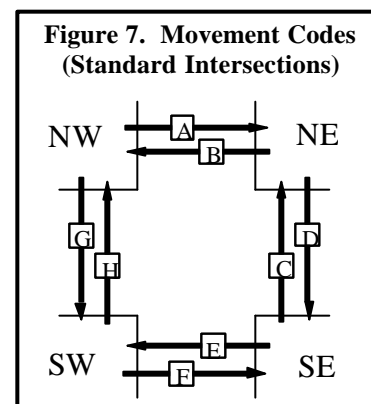 Figure 7. Movement Codes
(Standard Intersections)
NW A NE
B
G D
H C
E
SW F SE